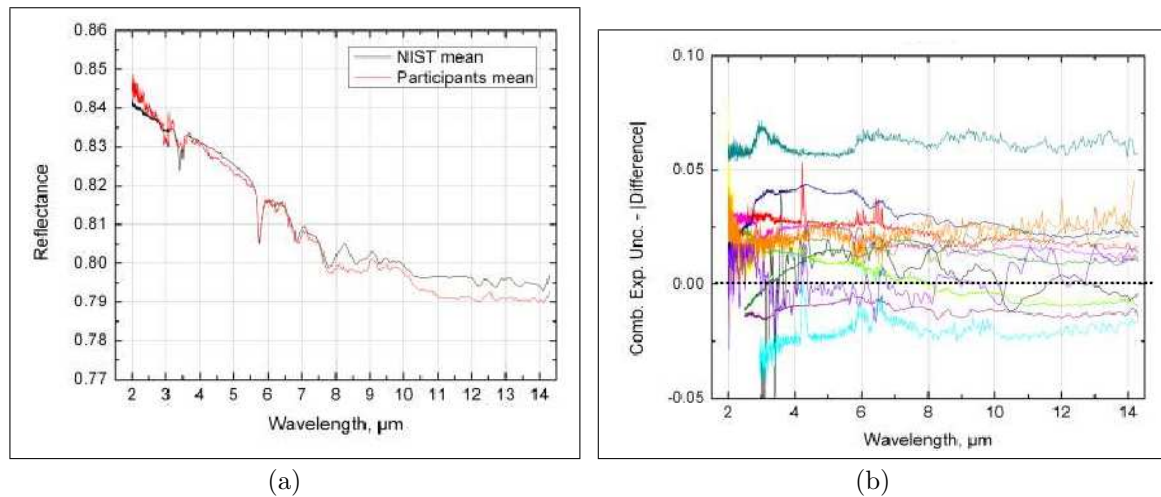 0.86
0.85
0.84
0.83
0.82
0.81
0.80
0.79
0.78
0.77
Reflectance
NIST mean
Participants mean
2 3 4 5 6 7 8 9 10 11 12 13 14
Wavelength, µm
(a)
0.10
0.05
0.00
-0.05
Comb. Exp. Unc. - |Difference|
2 4 6 8 10 12 14
Wavelength, µm
(b)